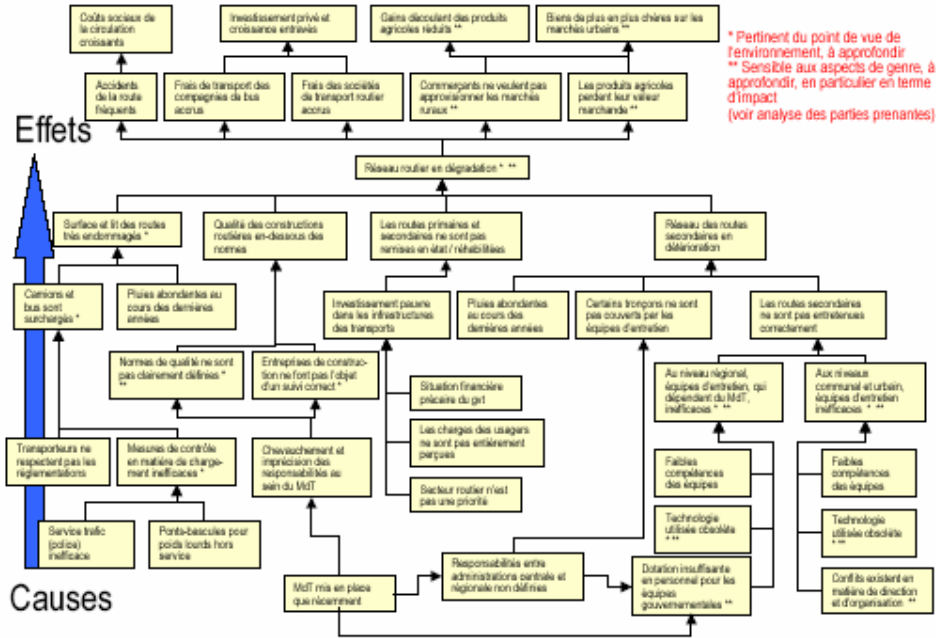 Coûts sociaux de
la circulation
croissants
Investissement privé et
croissance entravés
Gains découlant des produits
agricoles réduits **
Biens de plus en plus chères sur les
marchés urbains **
* Pertinent du point de vue de
l'environnement, à approfondir
** Sensible aux aspects de genre, à
approfondir, en particulier en terme
d'impact
(voir analyse des parties prenantes)
Accidents
de la route
fréquents
Frais de transport des
compagnies da bus
accrus
Frais des sociétés
de transport routier
accrus
Commerçants ne veulent pas
approvisionner les marchés
ruraux **
Les produits agricoles
perdent leur valeur
marchande **
Effets
Réseau routier en dégradation * **
Surface et lit des routes
très endommagés *
Qualité des constructions
routières en-dessous des
normes
Les routes primaires et
secondaires ne sont pas
remises en état / réhabilitées
Réseau des routes
secondaires en
détérioration
Camions et
bus sont
surchargés *
Pluies abondantes au
cours des dernières
années
Investissement pauvre
dans les infrastructures
des transports
Pluies abondantes
au cours des
dernières années
Certains tronçons ne sont
pas couverts par les
équipes d'entretien
Les routes secondaires
ne sont pas entretenues
correctement
Normes de qualité ne sont
pas clairement définies *
**
Entreprises de construc-
tion ne font pas l'objet
d'un suivi correct *
Au niveau régional,
équipes d'entretien, qui
dépendent du MdT,
inefficaces * **
Aux niveaux
communal et urbain,
équipes d'entretien
inefficaces * **
Situation financière
précaire du gvt
Les charges des usagers
ne sont pas entièrement
perçues
Secteur routier n'est
pas une priorité
Transporteurs ne
respectent pas les
réglementations
Mesures de contrôle
en matière de charge-
ment inefficaces *
Chevauchement et
imprécision des
responsabilités au
sein du MdT
Faibles
compétences
des équipes
Faibles
compétences
des équipes
Technologie
utilisée obsolète
* **
Technologie
utilisée obsolète
* **
Service trafic
(police)
inefficace
Ponts-bascules pour
poids lourds hors
service
Causes
MdT mis en place
que récemment
Responsabilités entre
administrations centrale et
régionale non définies
Dotation insuffisante
en personnel pour les
équipes
gouvernementales **
Conflits existent en
matière de direction
et d'organisation **